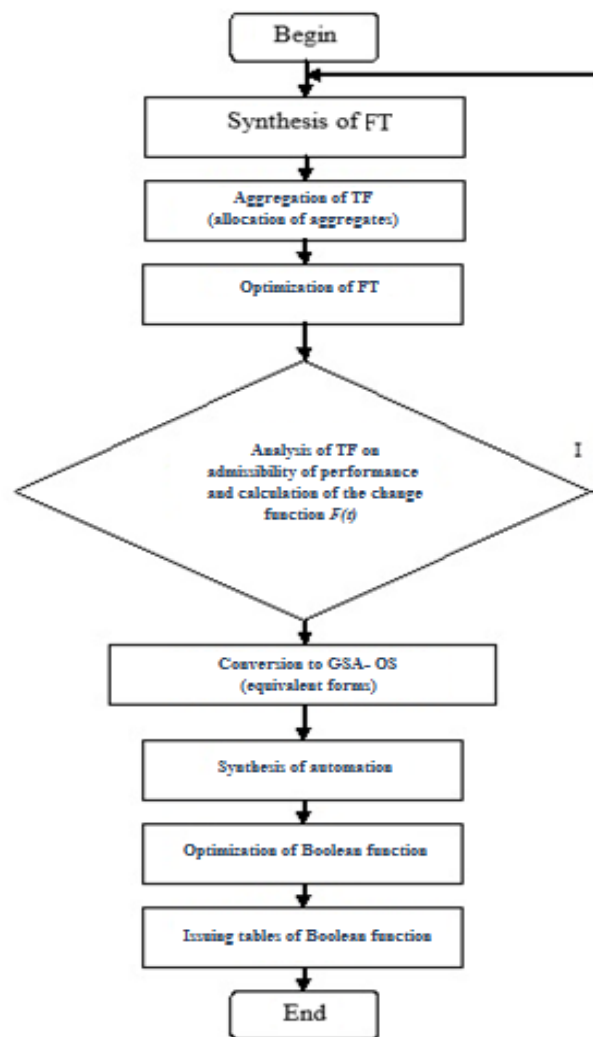 Begin
Synthesis of FT
Aggregation of TF
(allocation of aggregates)
Optimization of FT
Analysis of TF on
admissibility of performance
and calculation of the change
function F(t)
I
Conversion to GSA- OS
(equivalent forms)
Synthesis of automation
Optimization of Boolean function
Issuing tables of Boolean function
End